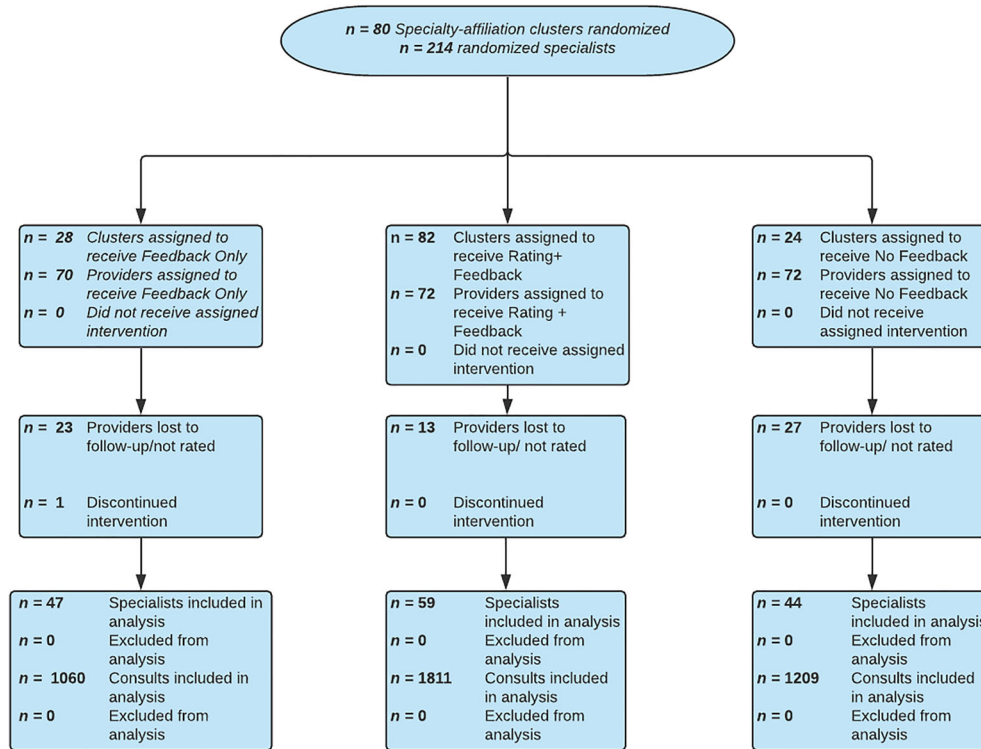 n = 80 Specialty-affiliation clusters randomized
n = 214 randomized specialists
n = 28 Clusters assigned to
receive Feedback Only
n = 70 Providers assigned to
receive Feedback Only
n = 0 Did not receive assigned
intervention
n = 82 Clusters assigned to
receive Rating+
Feedback
n = 72 Providers assigned to
receive Rating +
Feedback
n = 0 Did not receive assigned
intervention
n = 24 Clusters assigned to
receive No Feedback
n = 72 Providers assigned to
receive No Feedback
n = 0 Did not receive
assigned intervention
n = 23 Providers lost to
follow-up/not rated
n = 1 Discontinued
intervention
n = 13 Providers lost to
follow-up/ not rated
n = 0 Discontinued
intervention
n = 27 Providers lost to
follow-up/ not rated
n = 0 Discontinued
intervention
n = 47 Specialists included in
analysis
n = 0 Excluded from
analysis
n = 1060 Consults included in
analysis
n = 0 Excluded from
analysis
n = 59 Specialists
included in analysis
n = 0 Excluded from
analysis
n = 1811 Consults included
in analysis
n = 0 Excluded from
analysis
n = 44 Specialists
included in analysis
n = 0 Excluded from
analysis
n = 1209 Consults included
in analysis
n = 0 Excluded from
analysis